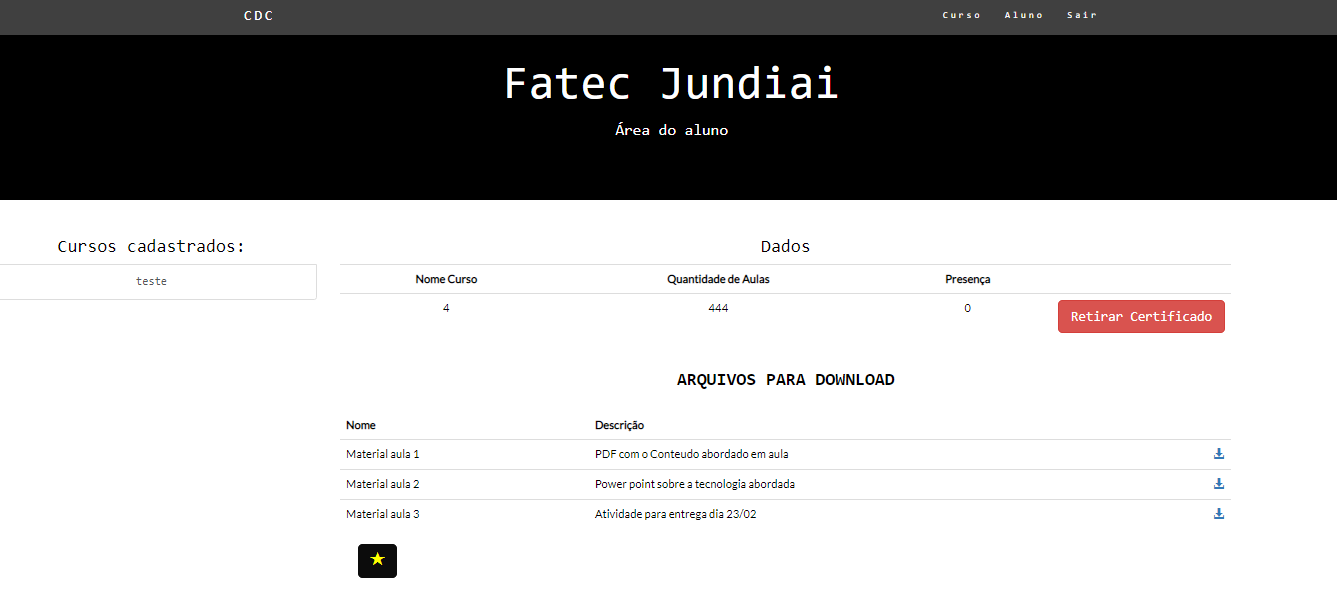 CDC Curso Aluno Sair
Fatec Jundiai
Área do aluno
Cursos cadastrados:
teste
Dados
Nome Curso Quantidade de Aulas Presença
4 444 0 Retirar Certificado
ARQUIVOS PARA DOWNLOAD
Nome Descrição
Material aula 1 PDF com o Conteudo abordado em aula
Material aula 2 Power point sobre a tecnologia abordada
Material aula 3 Atividade para entrega dia 23/02